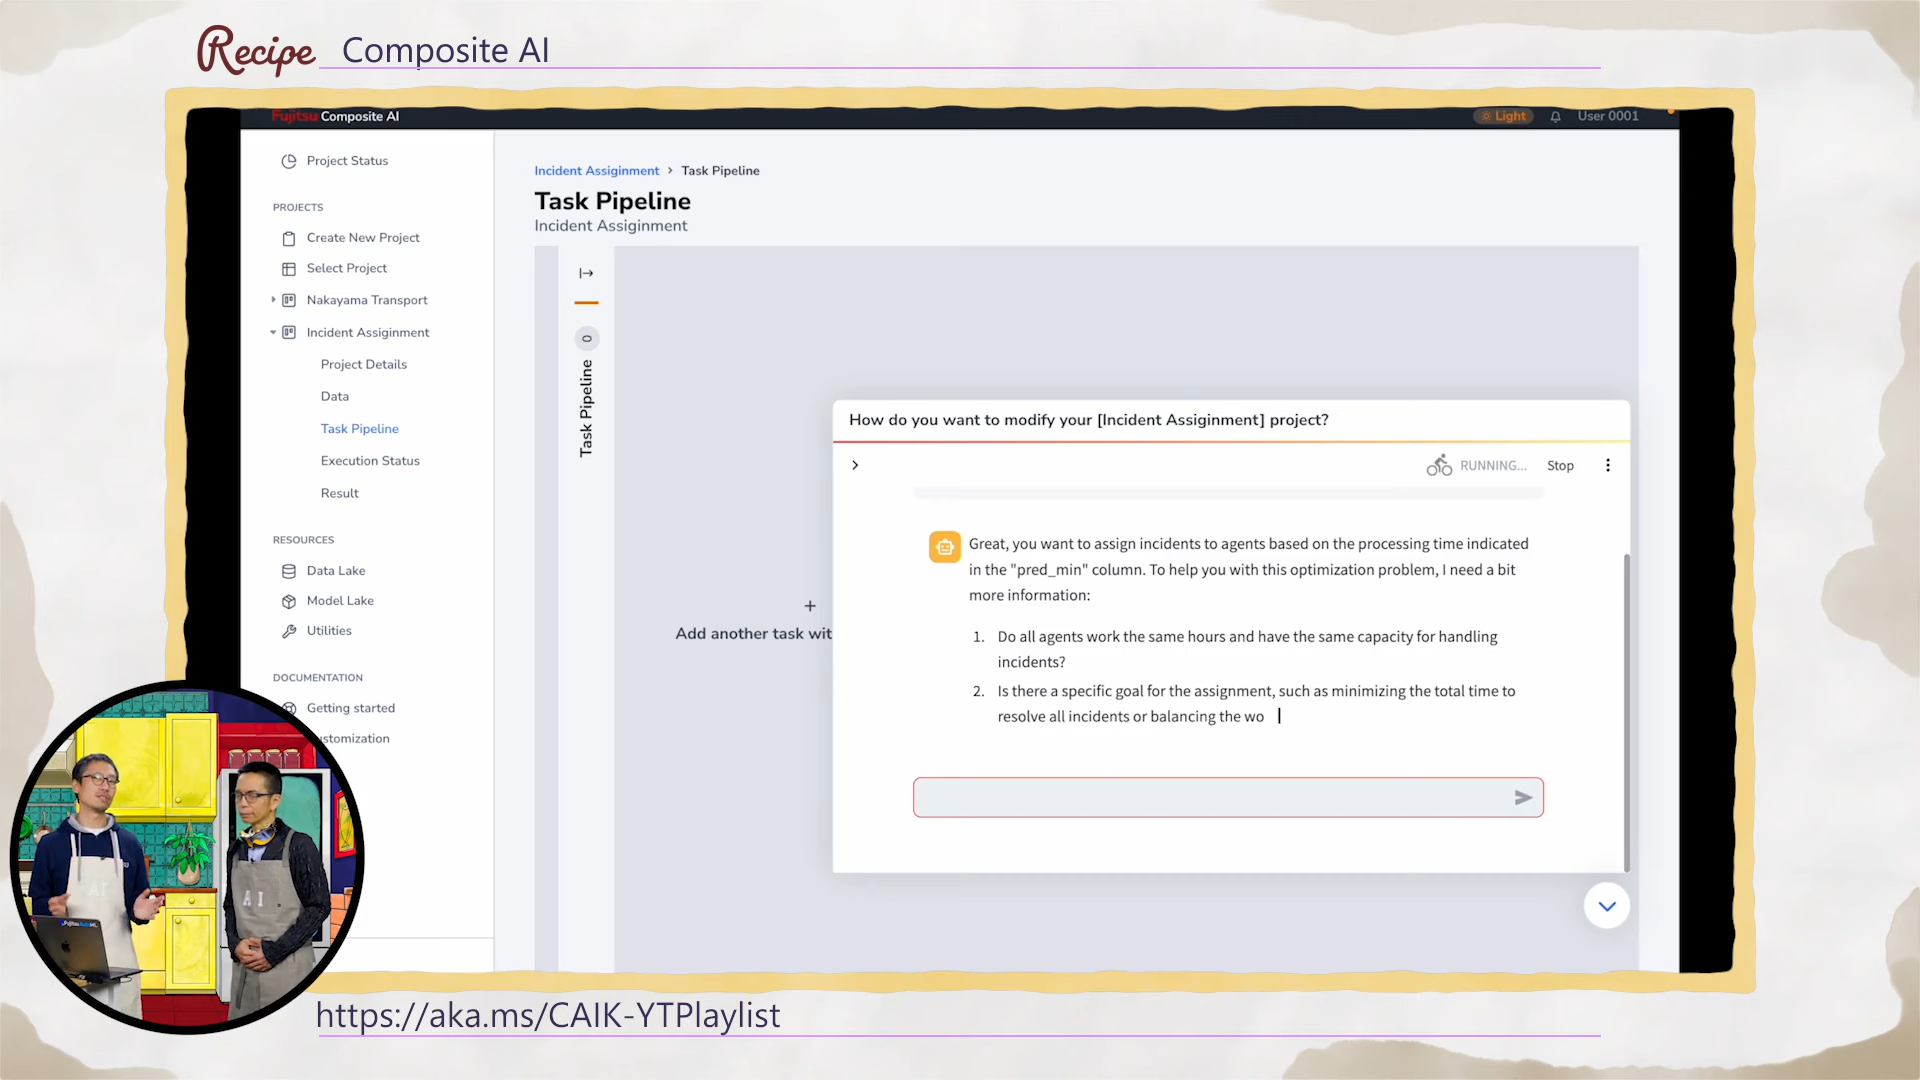 Recipe Composite AI
Fujitsu Composite AI
Light
User 0001
Project Status
PROJECTS
Create New Project
Select Project
Nakayama Transport
Incident Assiginment
Project Details
Data
Task Pipeline
Execution Status
Result
RESOURCES
Data Lake
Model Lake
Utilities
DOCUMENTATION
Getting started
ustomization
Incident Assiginment > Task Pipeline
Task Pipeline
Incident Assiginment
0
Task Pipeline
+
Add another task wit
How do you want to modify your [Incident Assiginment] project?
RUNNING...
Stop
Great, you want to assign incidents to agents based on the processing time indicated
in the "pred_min" column. To help you with this optimization problem, I need a bit
more information:
1. Do all agents work the same hours and have the same capacity for handling
incidents?
2. Is there a specific goal for the assignment, such as minimizing the total time to
resolve all incidents or balancing the wo
AI
https://aka.ms/CAIK-YTPlaylist